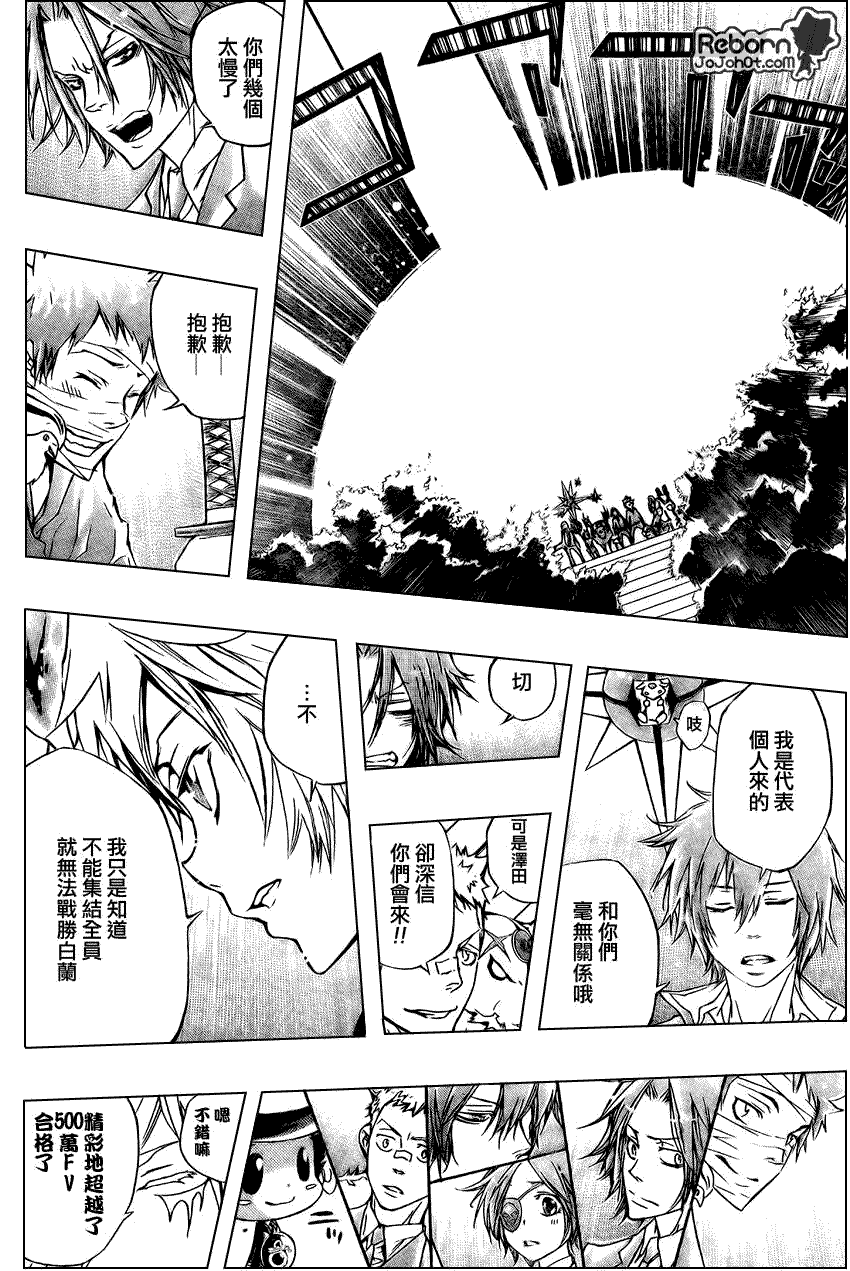 Reborn
JoJoHot.com
你們幾個
太慢了
抱歉──
抱歉──
我是代表
個人來的
吱
和你們
毫無關係哦
切
可是澤田
卻深信
你們會來!!
…不
我只是知道
不能集結全員
就無法戰勝白蘭
嗯
不錯嘛
精彩地超越了
500萬FV
合格了